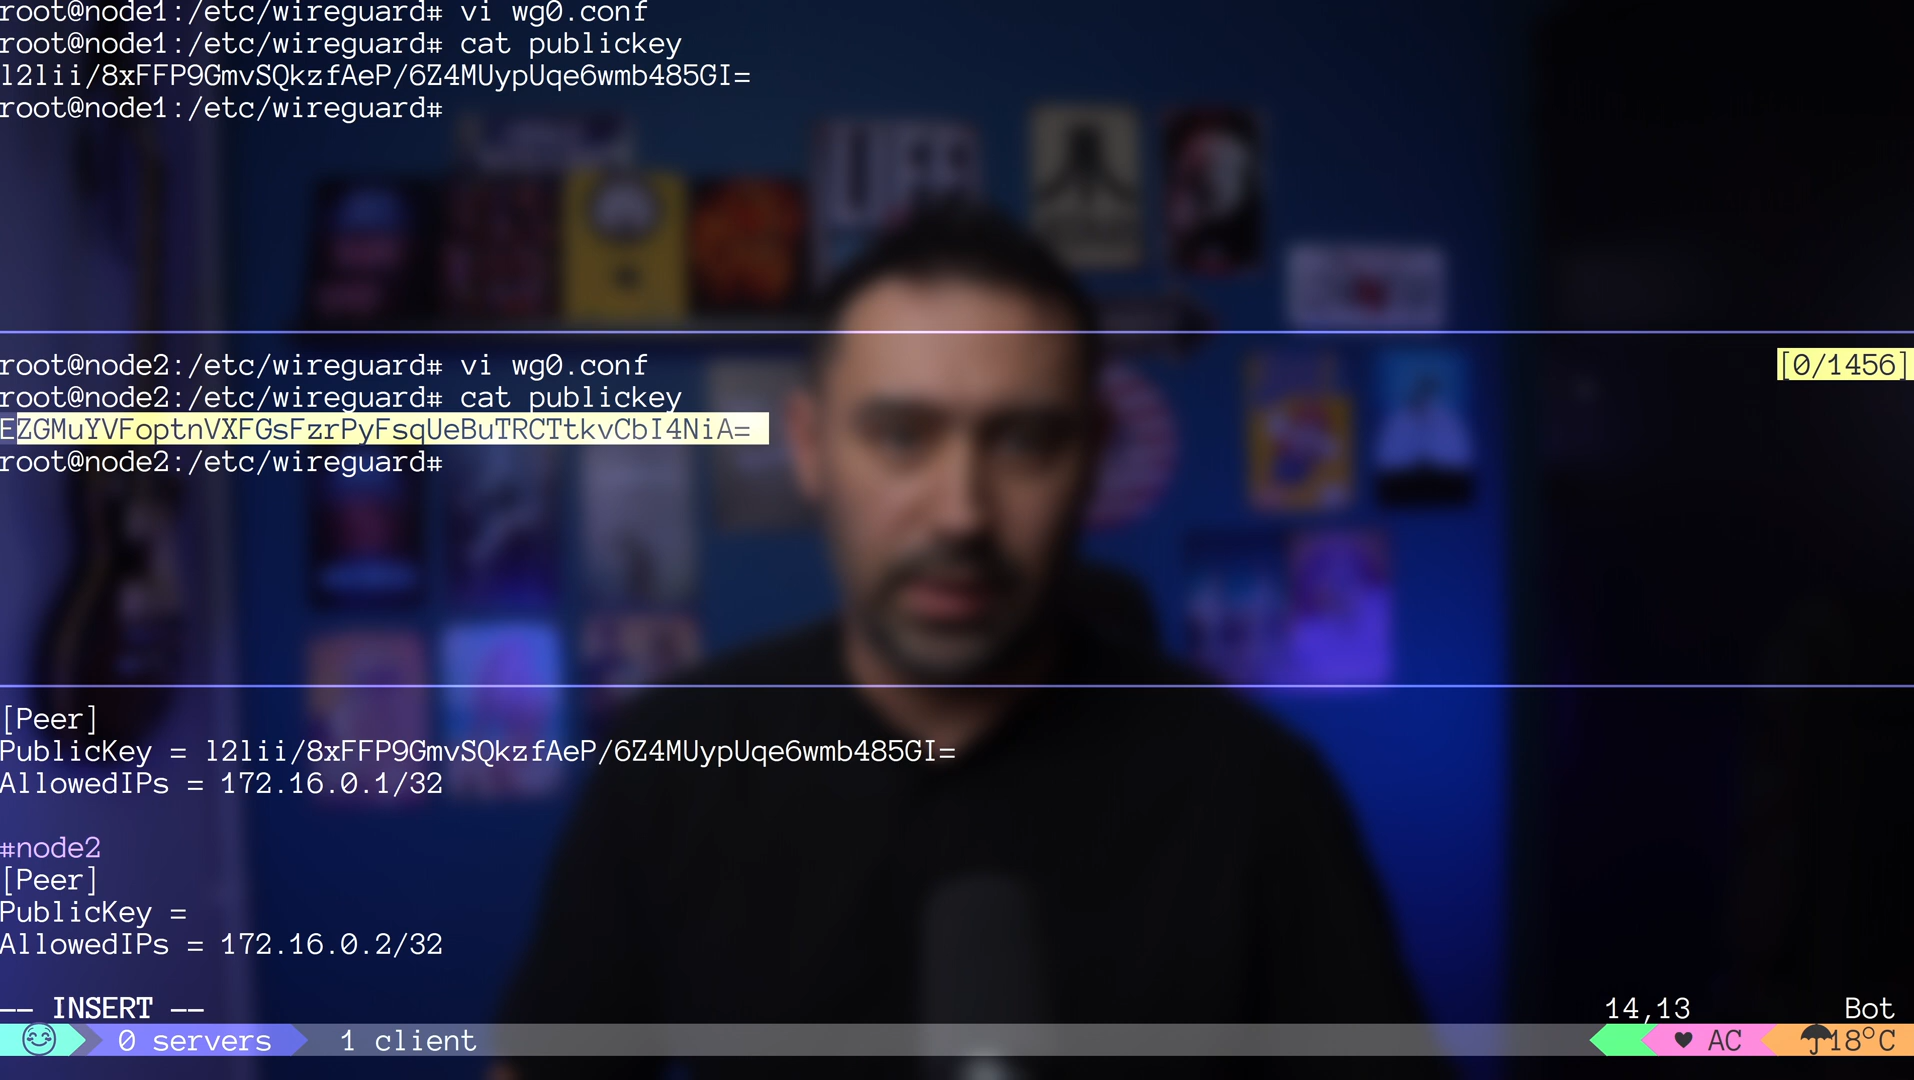 root@node1:/etc/wireguard# vi wg0.conf
root@node1:/etc/wireguard# cat publickey
l2lii/8xFFP9GmvSQkzfAeP/6Z4MUypUqe6wmb485GI=
root@node1:/etc/wireguard#
root@node2:/etc/wireguard# vi wg0.conf
[0/1456]
root@node2:/etc/wireguard# cat publickey
EZGMuYVFoptnVXFGsFzrPyFsqUeBuTRCTtkvCbI4NiA=
root@node2:/etc/wireguard#
[Peer]
PublicKey = l2lii/8xFFP9GmvSQkzfAeP/6Z4MUypUqe6wmb485GI=
AllowedIPs = 172.16.0.1/32
#node2
[Peer]
PublicKey =
AllowedIPs = 172.16.0.2/32
-- INSERT --
14,13 Bot
0 servers 1 client
♥ AC ☂18°C